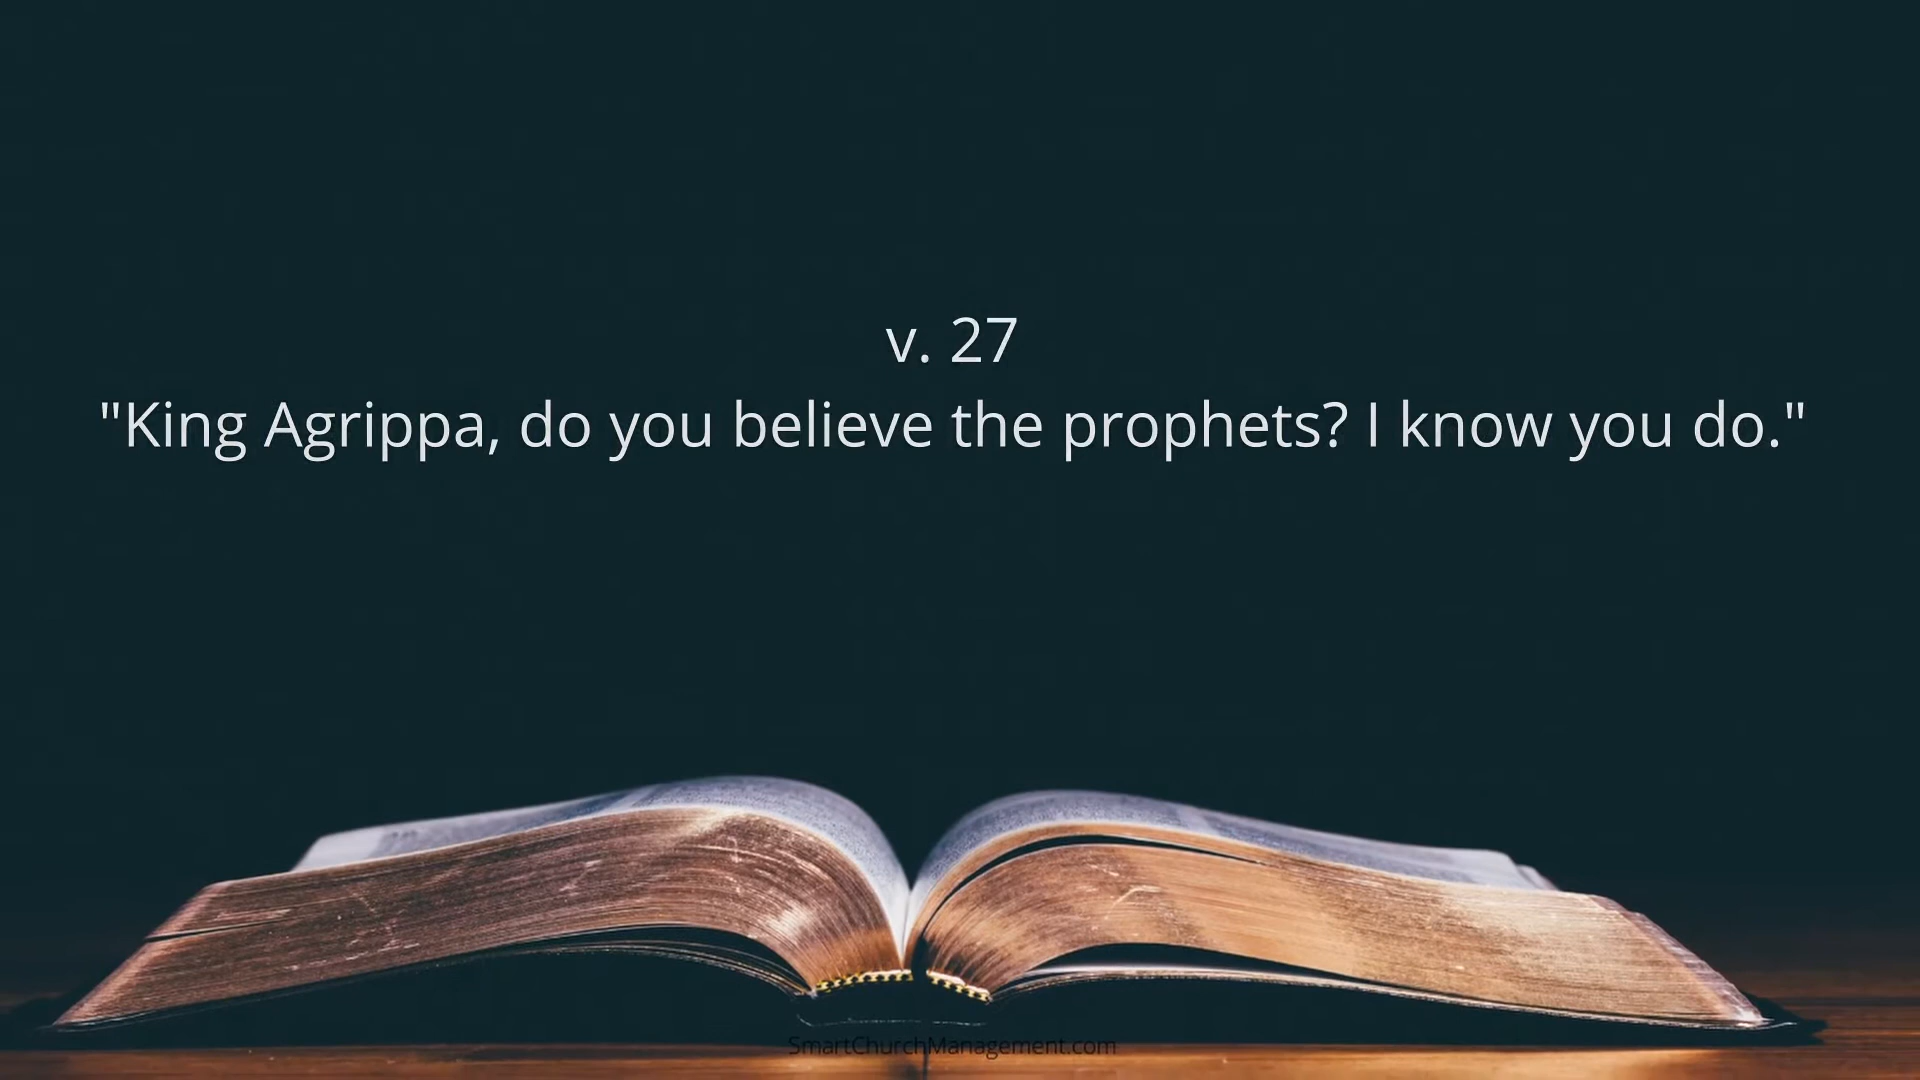 v. 27
"King Agrippa, do you believe the prophets? I know you do."
SmartChurchManagement.com